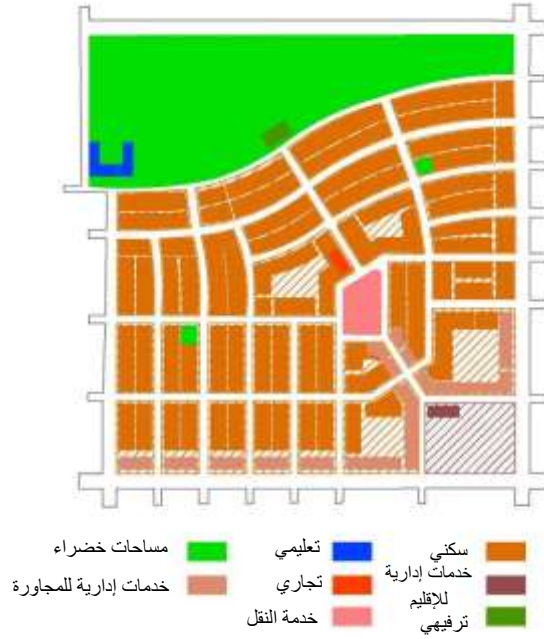 سكني
تعليمي
مساحات خضراء
خدمات إدارية
للإقليم
تجاري
خدمات إدارية للمجاورة
ترفيهي
خدمة النقل